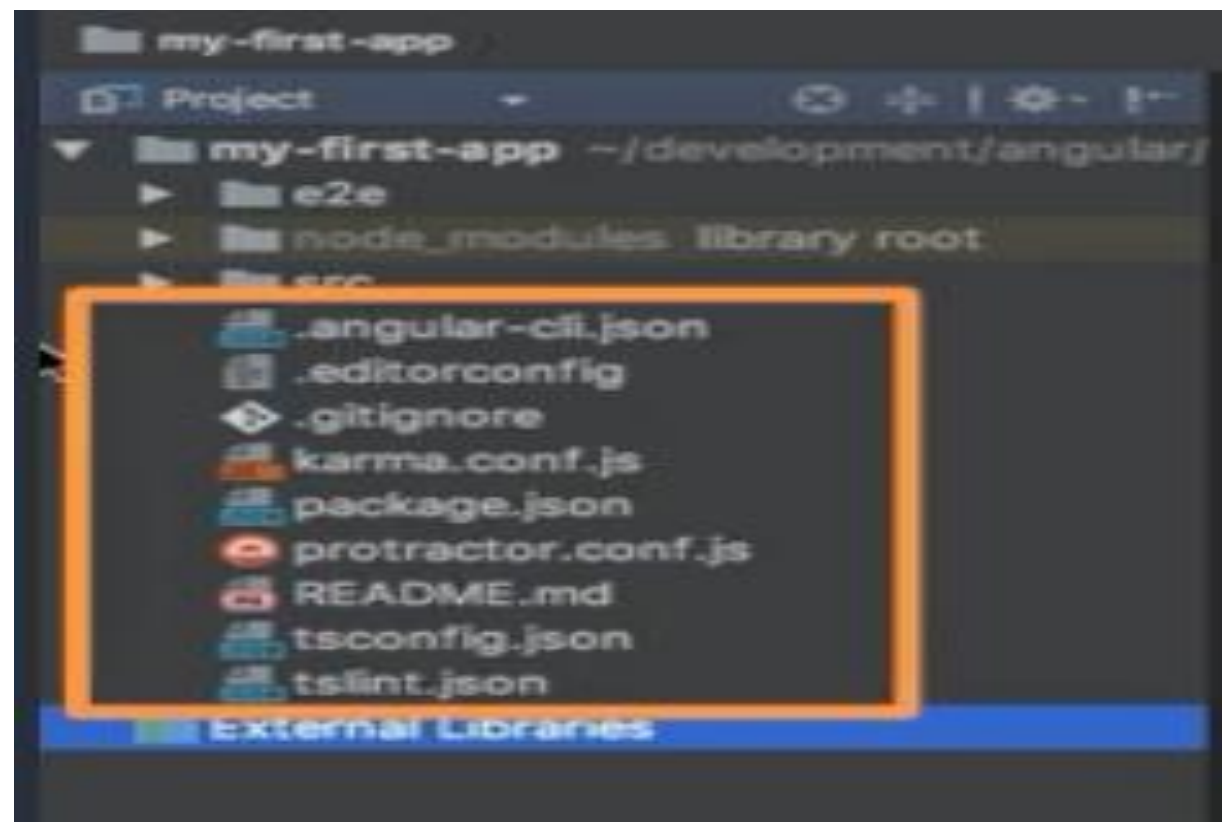 my-first-app
Project
my-first-app ~/development/angular/
e2e
node_modules library root
src
.angular-cli.json
.editorconfig
.gitignore
karma.conf.js
package.json
protractor.conf.js
README.md
tsconfig.json
tslint.json
External Libraries